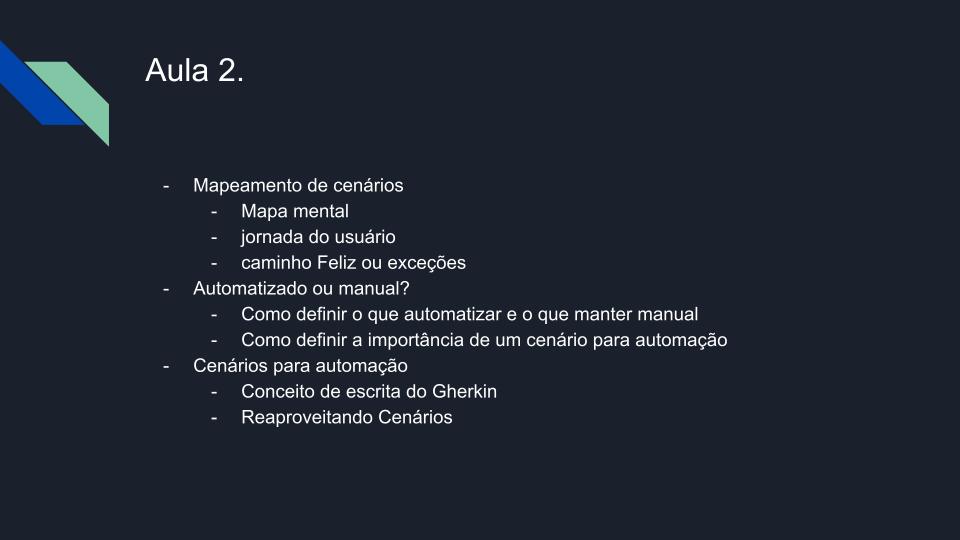 Aula 2.
- Mapeamento de cenários
- Mapa mental
- jornada do usuário
- caminho Feliz ou exceções
- Automatizado ou manual?
- Como definir o que automatizar e o que manter manual
- Como definir a importância de um cenário para automação
- Cenários para automação
- Conceito de escrita do Gherkin
- Reaproveitando Cenários